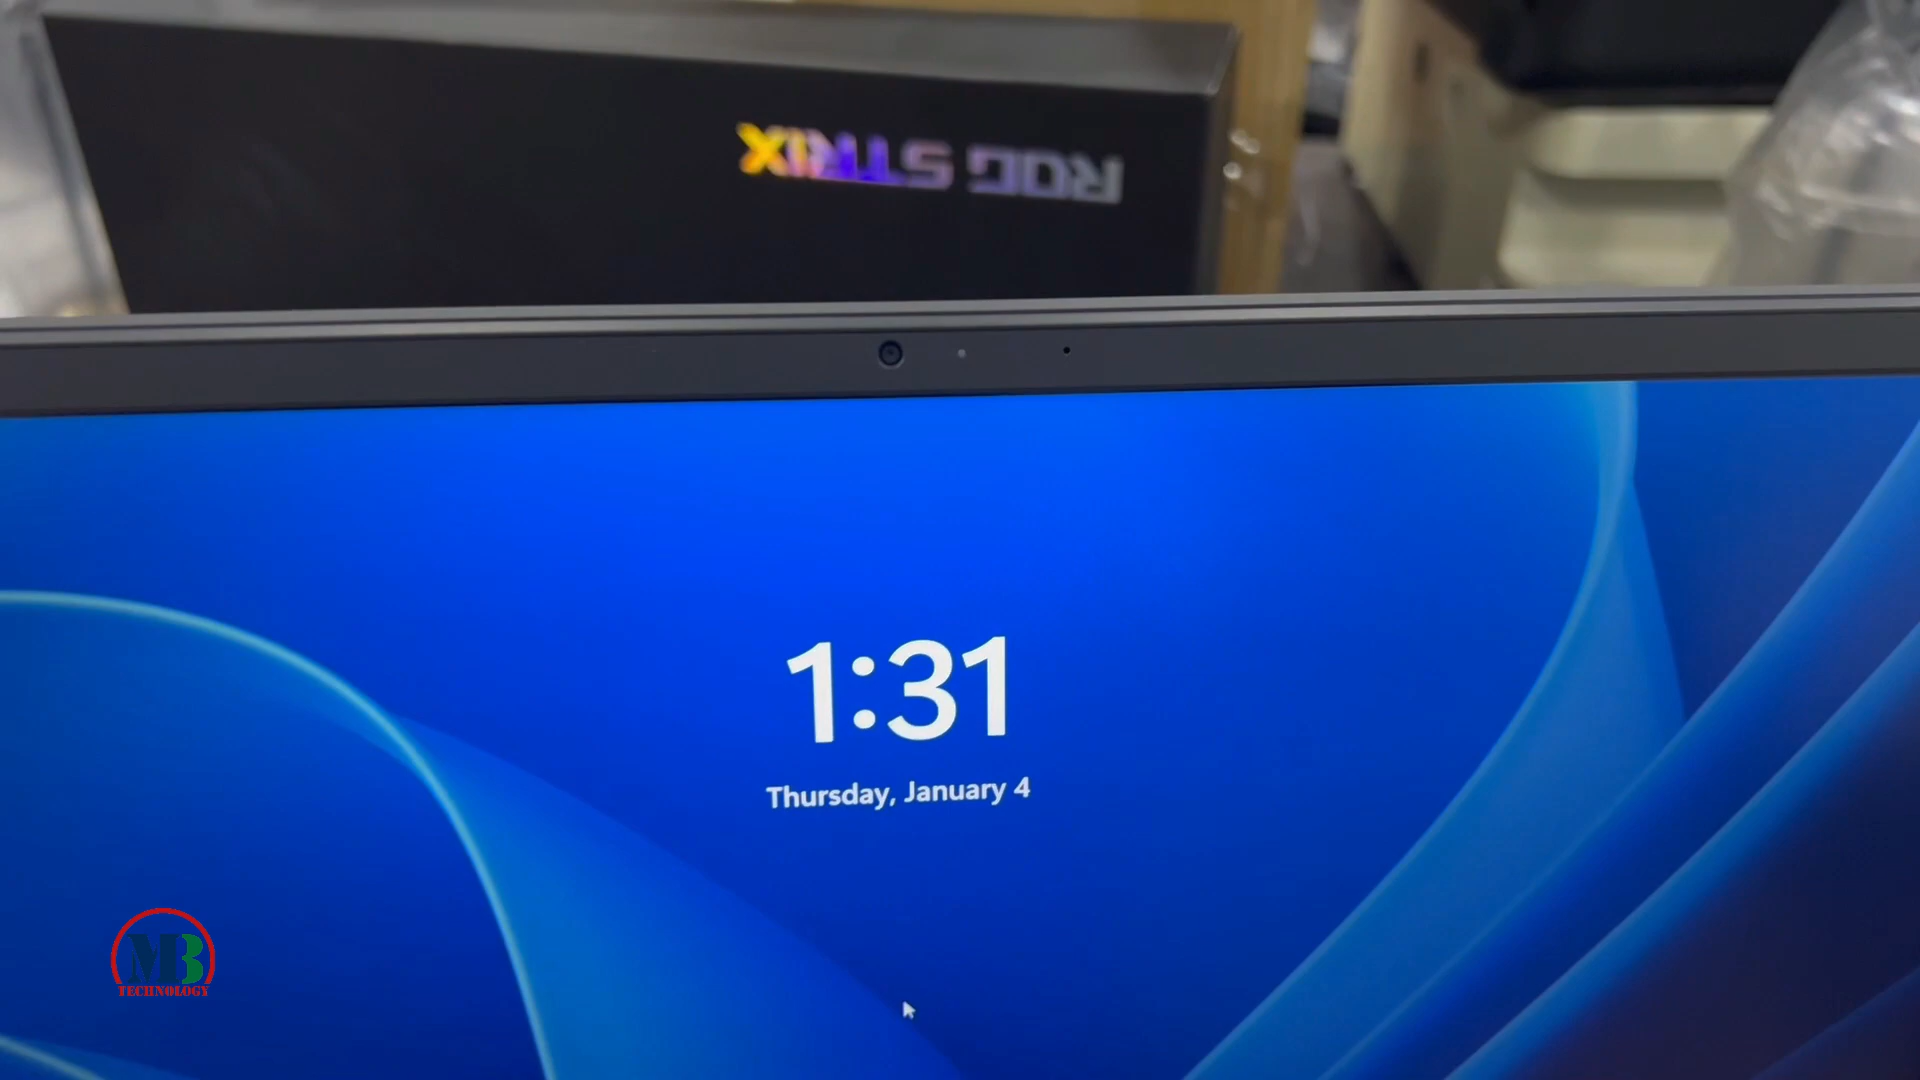 ROG STRIX
1:31
Thursday, January 4
MB
TECHNOLOGY